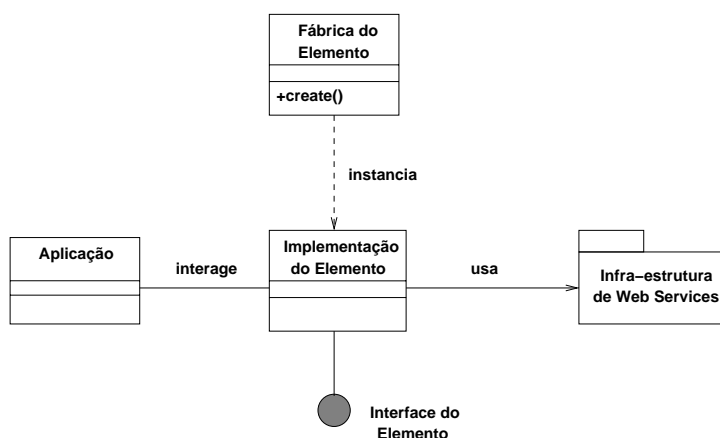 Fábrica do
Elemento
+create()
instancia
Aplicação
interage
Implementação
do Elemento
usa
Infra−estrutura
de Web Services
Interface do
Elemento